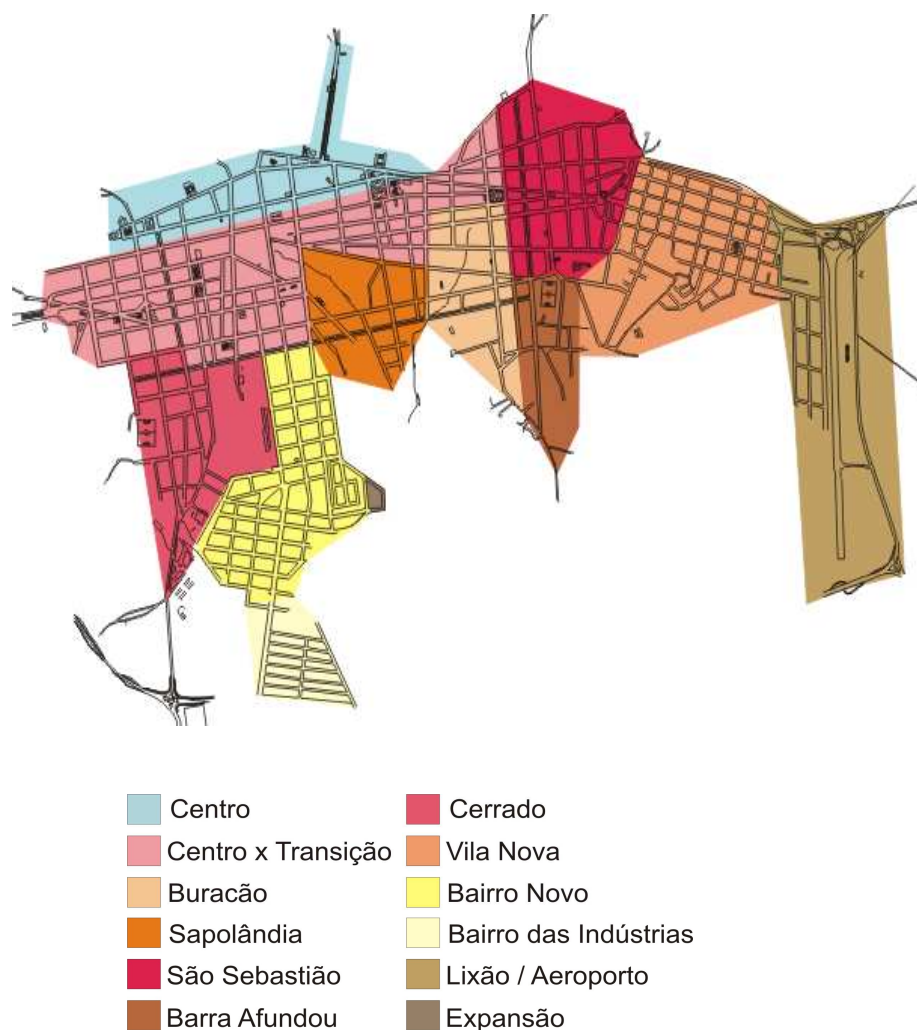 Centro
Centro x Transição
Buracão
Sapolândia
São Sebastião
Barra Afundou
Cerrado
Vila Nova
Bairro Novo
Bairro das Indústrias
Lixão / Aeroporto
Expansão